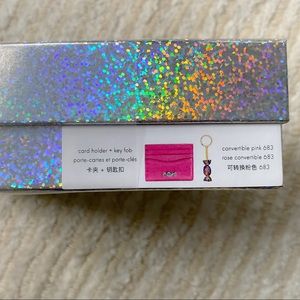 card holder + key fob
porte-cartes et porte-clés
卡夹 + 钥匙扣
convertible pink 683
rose convertible 683
可转换粉色 683